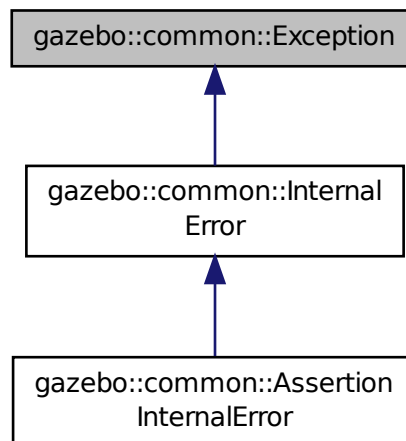 gazebo::common::Exception
gazebo::common::Internal
Error
gazebo::common::Assertion
InternalError